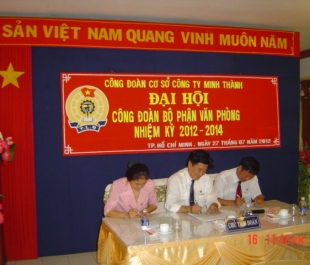 SẢN VIỆT NAM QUANG VINH MUÔN NĂM
CÔNG ĐOÀN CƠ SỞ CÔNG TY MINH THÀNH
ĐẠI HỘI
CÔNG ĐOÀN BỘ PHẬN VĂN PHÒNG
NHIỆM KỲ 2012 - 2014
TP. HỒ CHÍ MINH, NGÀY 27 THÁNG 07 NĂM 2012
CHỦ TỊCH ĐOÀN